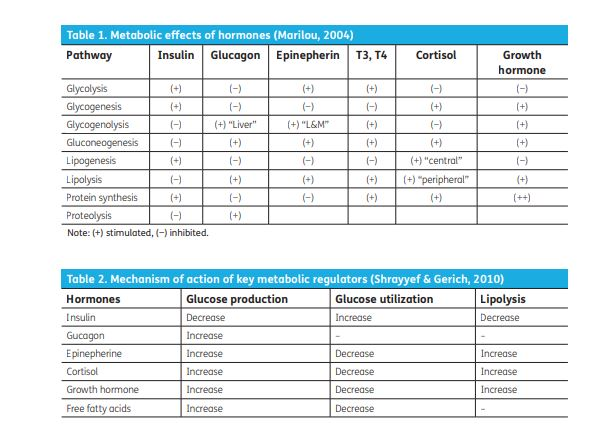 Table 1. Metabolic effects of hormones (Marilou, 2004)
Pathway Insulin Glucagon Epinepherin T3, T4 Cortisol Growth
hormone
Glycolysis (+) (−) (+) (+) (−) (−)
Glycogenesis (+) (−) (−) (−) (+) (+)
Glycogenolysis (−) (+) “Liver” (+) “L&M” (+) (−) (+)
Gluconeogenesis (−) (+) (+) (+) (+) (+)
Lipogenesis (+) (−) (−) (−) (+) “central” (−)
Lipolysis (−) (+) (+) (+) (+) “peripheral” (+)
Protein synthesis (+) (−) (−) (+) (+) (++)
Proteolysis (−) (+)
Note: (+) stimulated, (−) inhibited.
Table 2. Mechanism of action of key metabolic regulators (Shrayyef & Gerich, 2010)
Hormones Glucose production Glucose utilization Lipolysis
Insulin Decrease Increase Decrease
Gucagon Increase – –
Epinepherine Increase Decrease Increase
Cortisol Increase Decrease Increase
Growth hormone Increase Decrease Increase
Free fatty acids Increase Decrease –